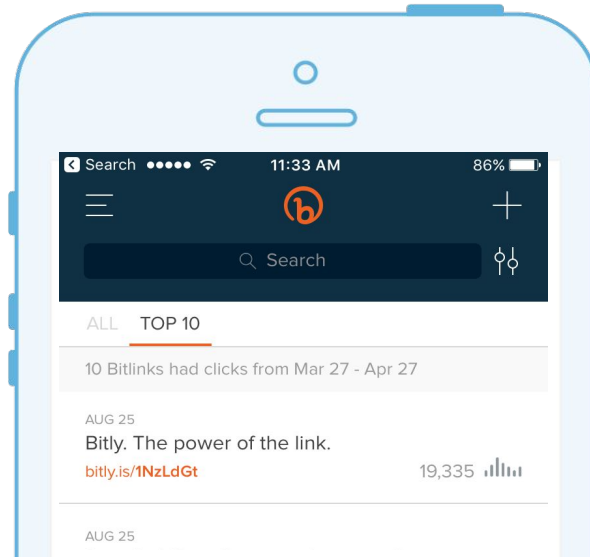 Search 11:33 AM 86%
b
Search
ALL TOP 10
10 Bitlinks had clicks from Mar 27 - Apr 27
AUG 25
Bitly. The power of the link.
bitly.is/1NzLdGt 19,335
AUG 25